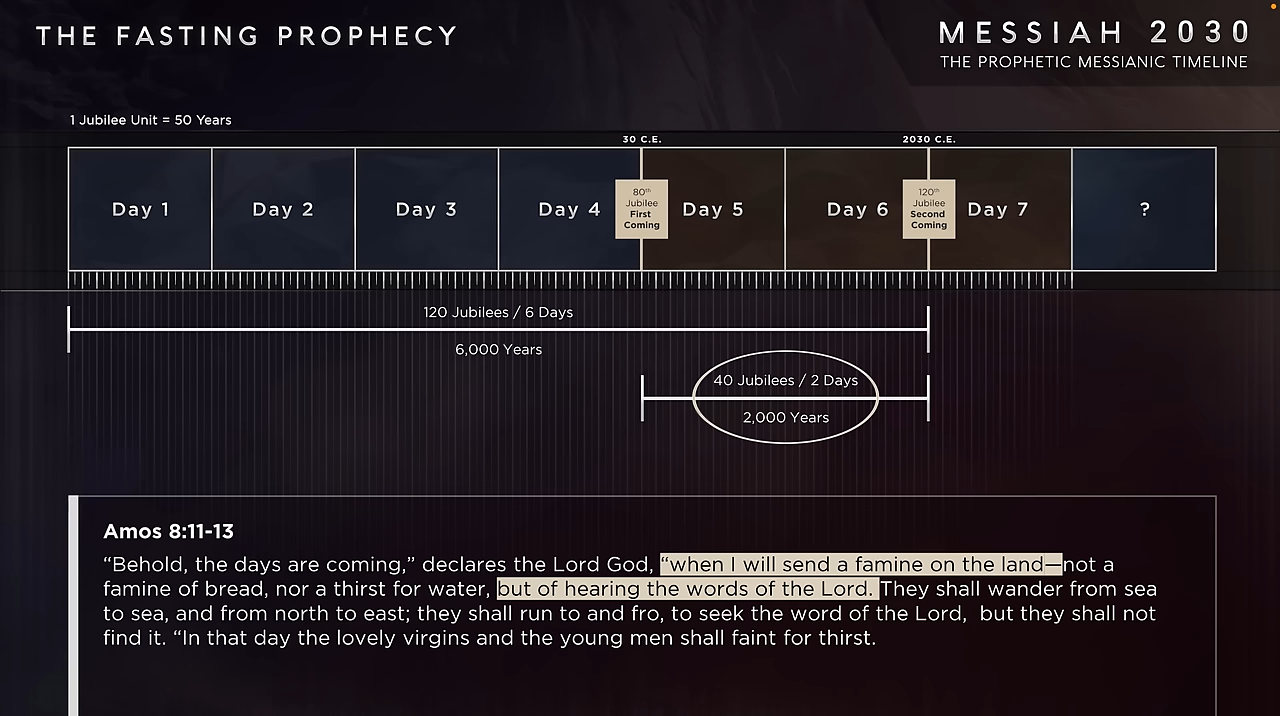 THE FASTING PROPHECY
MESSIAH 2030
THE PROPHETIC MESSIANIC TIMELINE
1 Jubilee Unit = 50 Years
30 C.E.
2030 C.E.
Day 1
Day 2
Day 3
Day 4
80th
Jubilee
First
Coming
Day 5
Day 6
120th
Jubilee
Second
Coming
Day 7
?
120 Jubilees / 6 Days
6,000 Years
40 Jubilees / 2 Days
2,000 Years
Amos 8:11-13
“Behold, the days are coming,” declares the Lord God, “when I will send a famine on the land—not a
famine of bread, nor a thirst for water, but of hearing the words of the Lord. They shall wander from sea
to sea, and from north to east; they shall run to and fro, to seek the word of the Lord,  but they shall not
find it. “In that day the lovely virgins and the young men shall faint for thirst.